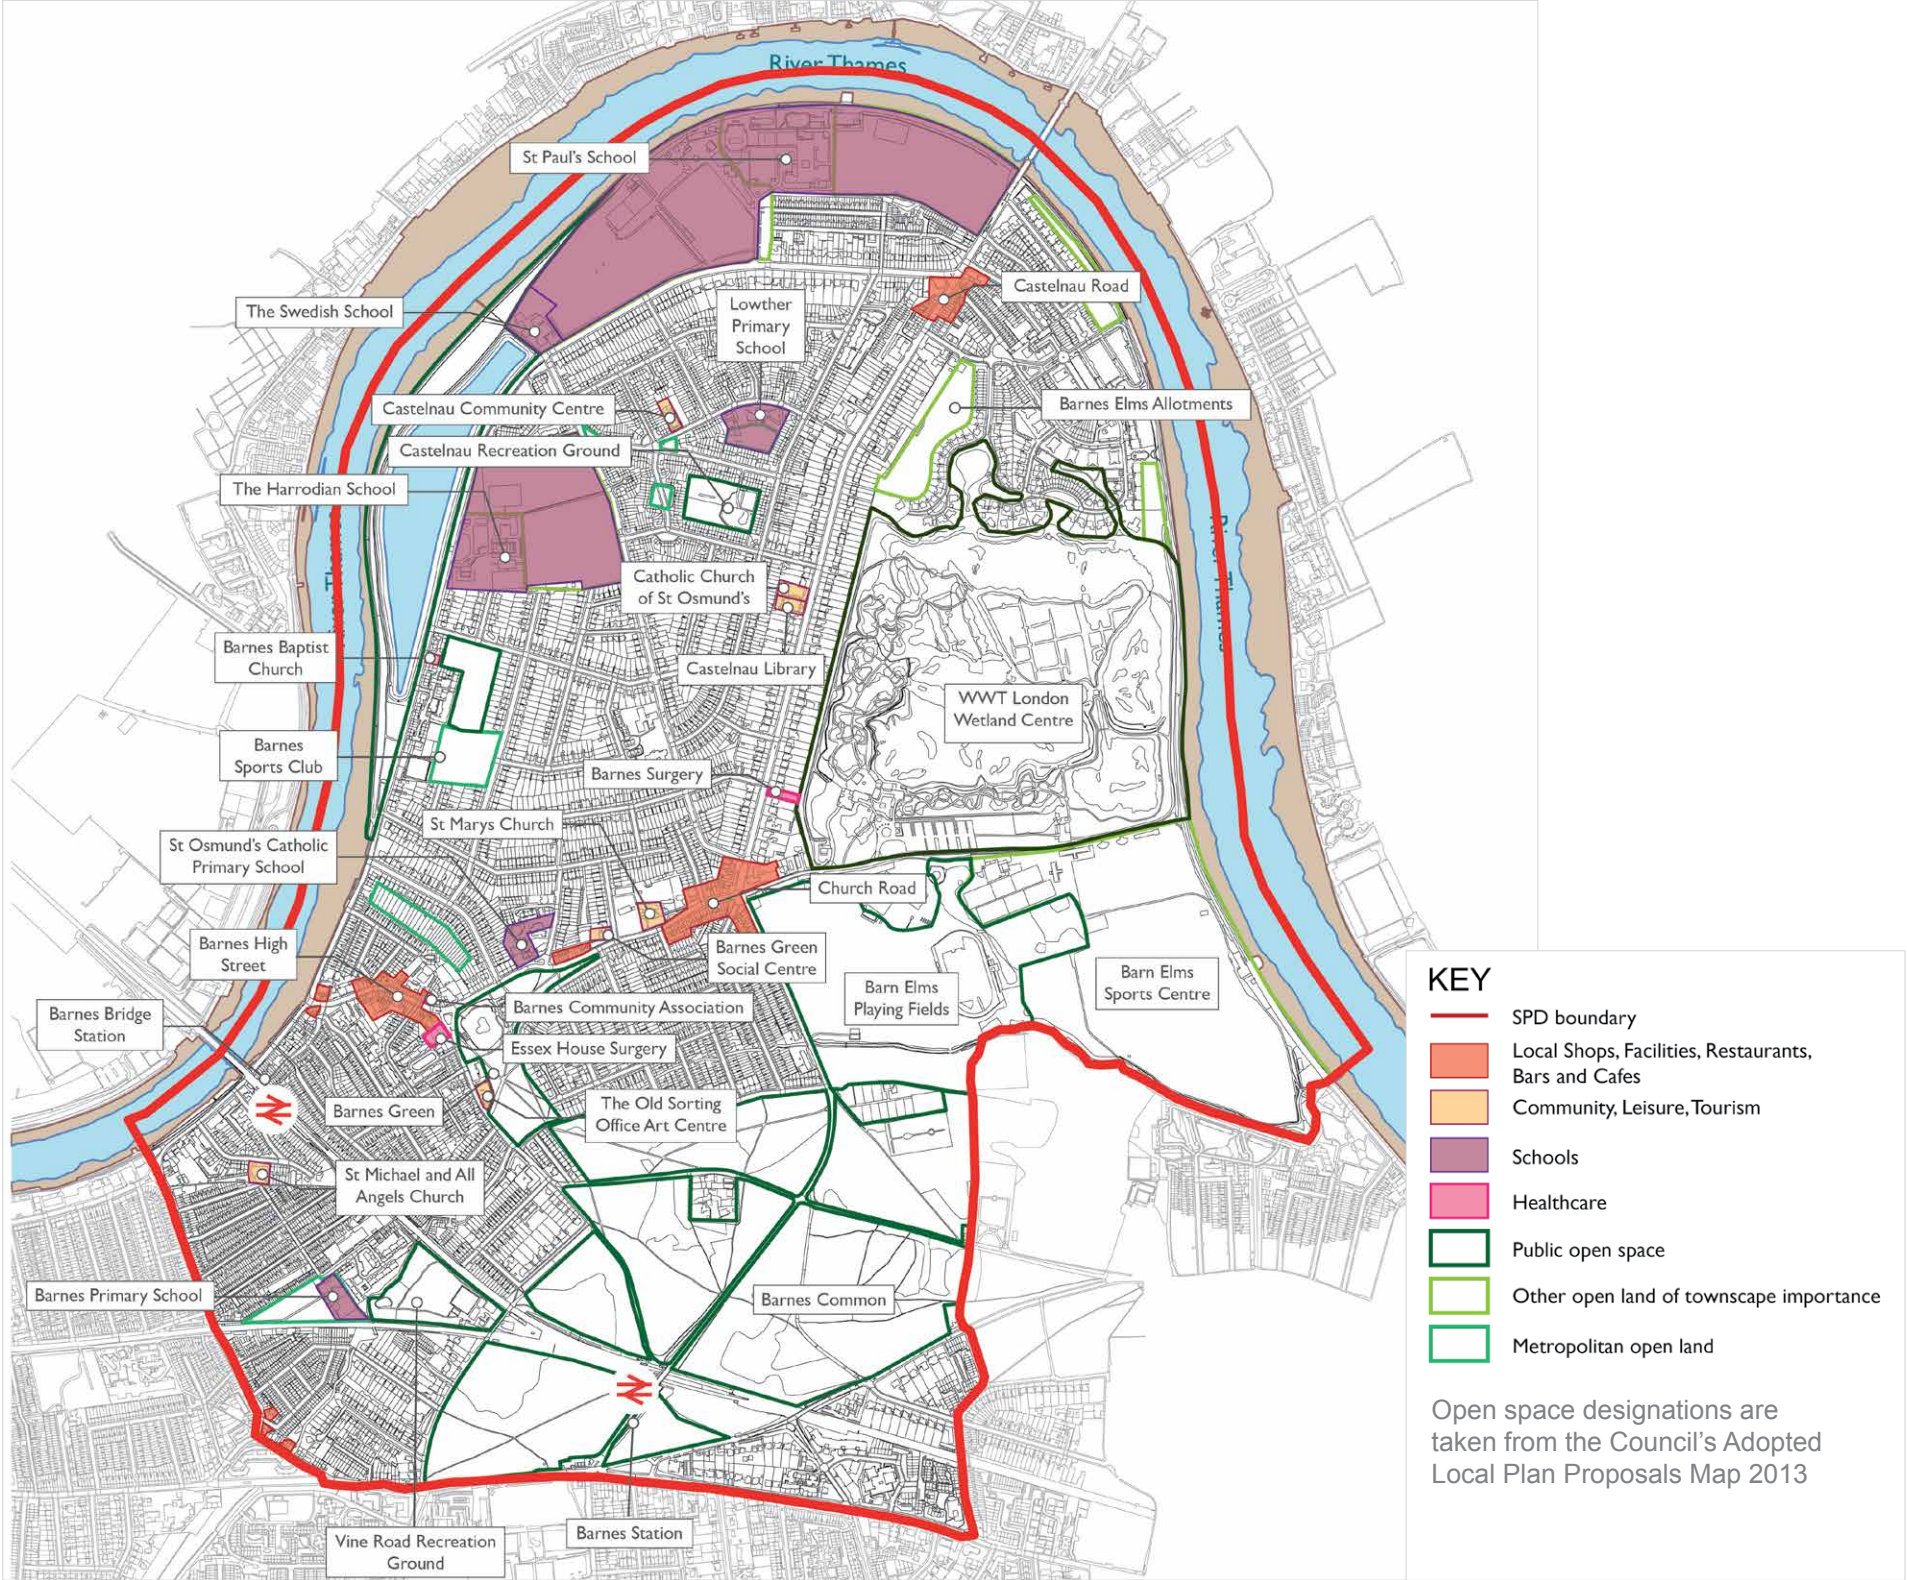 River Thames
St Paul's School
Castelnau Road
The Swedish School
Lowther
Primary
School
Castelnau Community Centre
Barnes Elms Allotments
Castelnau Recreation Ground
The Harrodian School
River Thames
Catholic Church
of St Osmund's
Barnes Baptist
Church
Castelnau Library
WWT London
Wetland Centre
Barnes
Sports Club
Barnes Surgery
St Marys Church
St Osmund's Catholic
Primary School
Church Road
Barnes High
Street
Barnes Green
Social Centre
Barn Elms
Playing Fields
Barn Elms
Sports Centre
Barnes Community Association
Barnes Bridge
Station
Essex House Surgery
Barnes Green
The Old Sorting
Office Art Centre
St Michael and All
Angels Church
Barnes Primary School
Barnes Common
Vine Road Recreation
Ground
Barnes Station
KEY
SPD boundary
Local Shops, Facilities, Restaurants,
Bars and Cafes
Community, Leisure, Tourism
Schools
Healthcare
Public open space
Other open land of townscape importance
Metropolitan open land
Open space designations are
taken from the Council's Adopted
Local Plan Proposals Map 2013